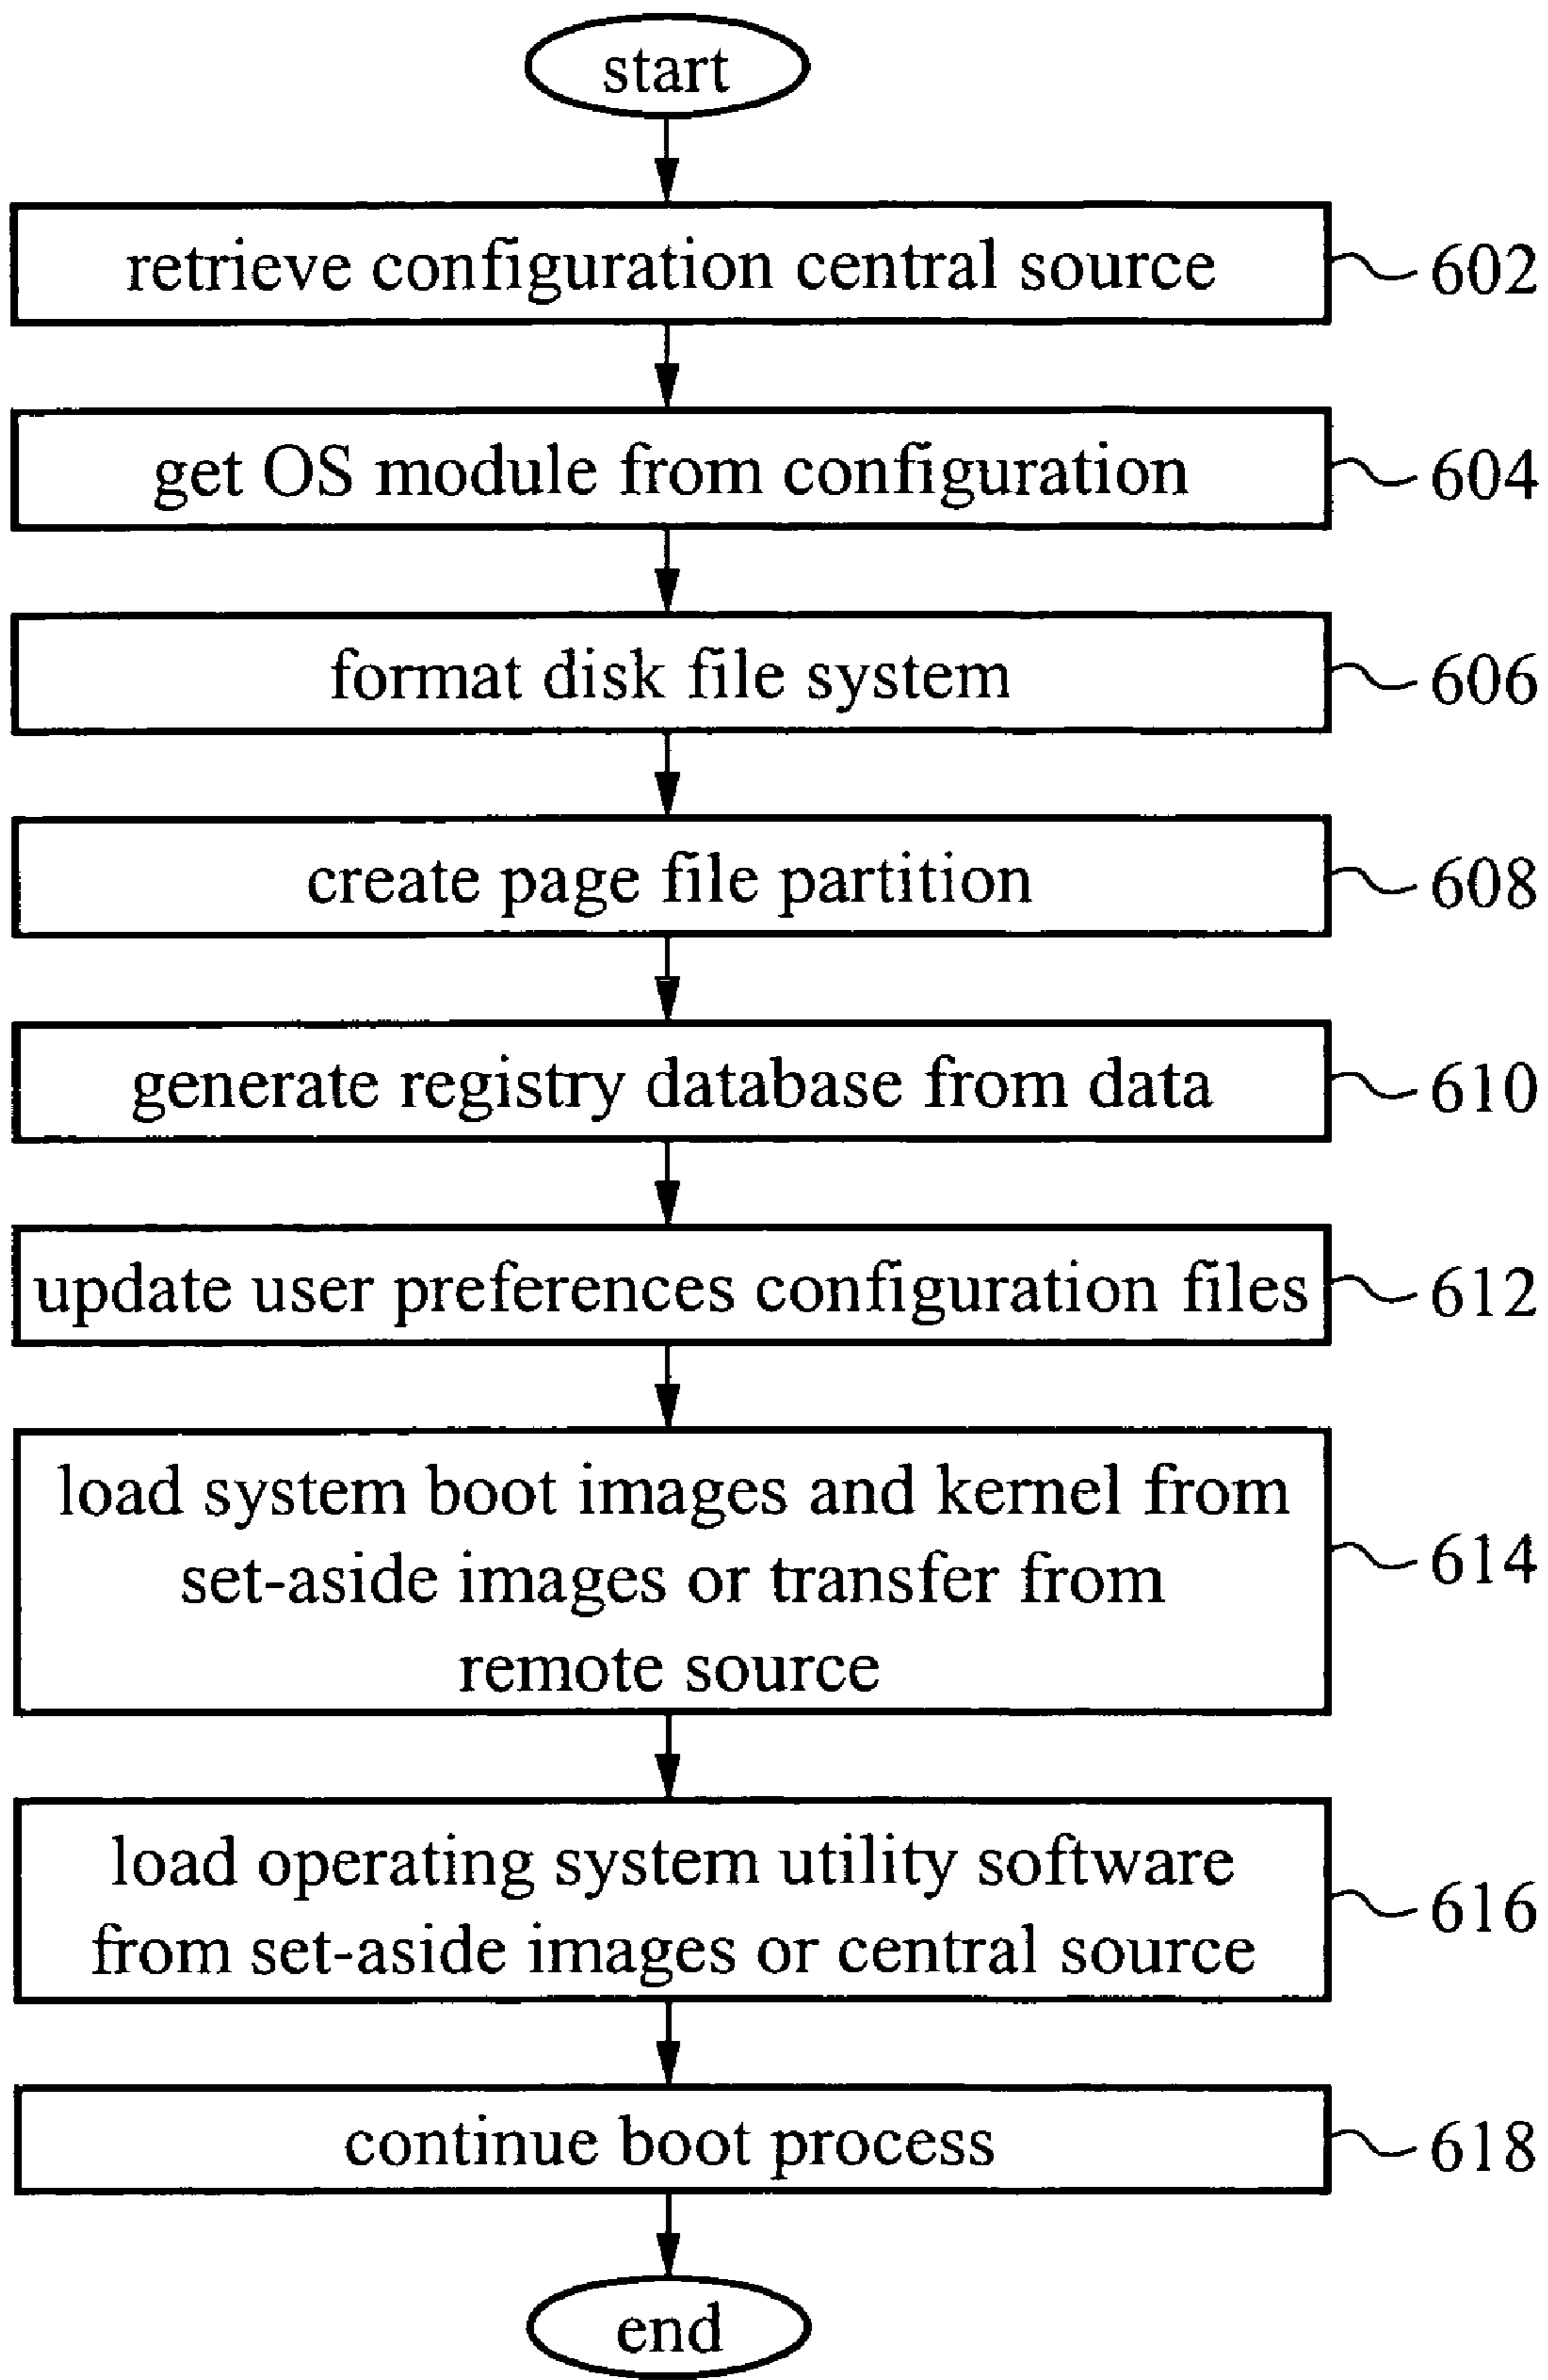 start
retrieve configuration central source
602
get OS module from configuration
604
format disk file system
606
create page file partition
608
generate registry database from data
610
update user preferences configuration files
612
load system boot images and kernel from
set-aside images or transfer from
remote source
614
load operating system utility software
from set-aside images or central source
616
continue boot process
618
end